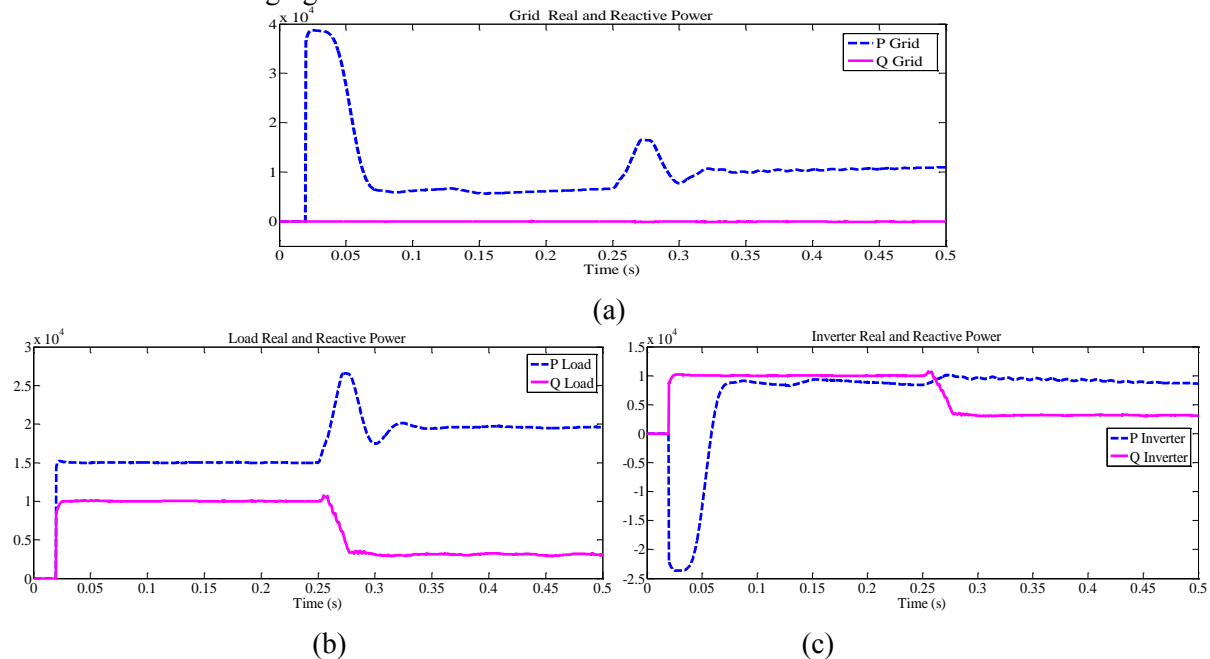 Grid Real and Reactive Power
x 10^4
4
3
2
1
0
P Grid
Q Grid
0 0.05 0.1 0.15 0.2 0.25 0.3 0.35 0.4 0.45 0.5
Time (s)
(a)
Load Real and Reactive Power
x 10^4
3
2.5
2
1.5
1
0.5
0
P Load
Q Load
0 0.05 0.1 0.15 0.2 0.25 0.3 0.35 0.4 0.45 0.5
Time (s)
(b)
Inverter Real and Reactive Power
x 10^4
1.5
1
0.5
0
-0.5
-1
-1.5
-2
-2.5
P Inverter
Q Inverter
0 0.05 0.1 0.15 0.2 0.25 0.3 0.35 0.4 0.45 0.5
Time (s)
(c)